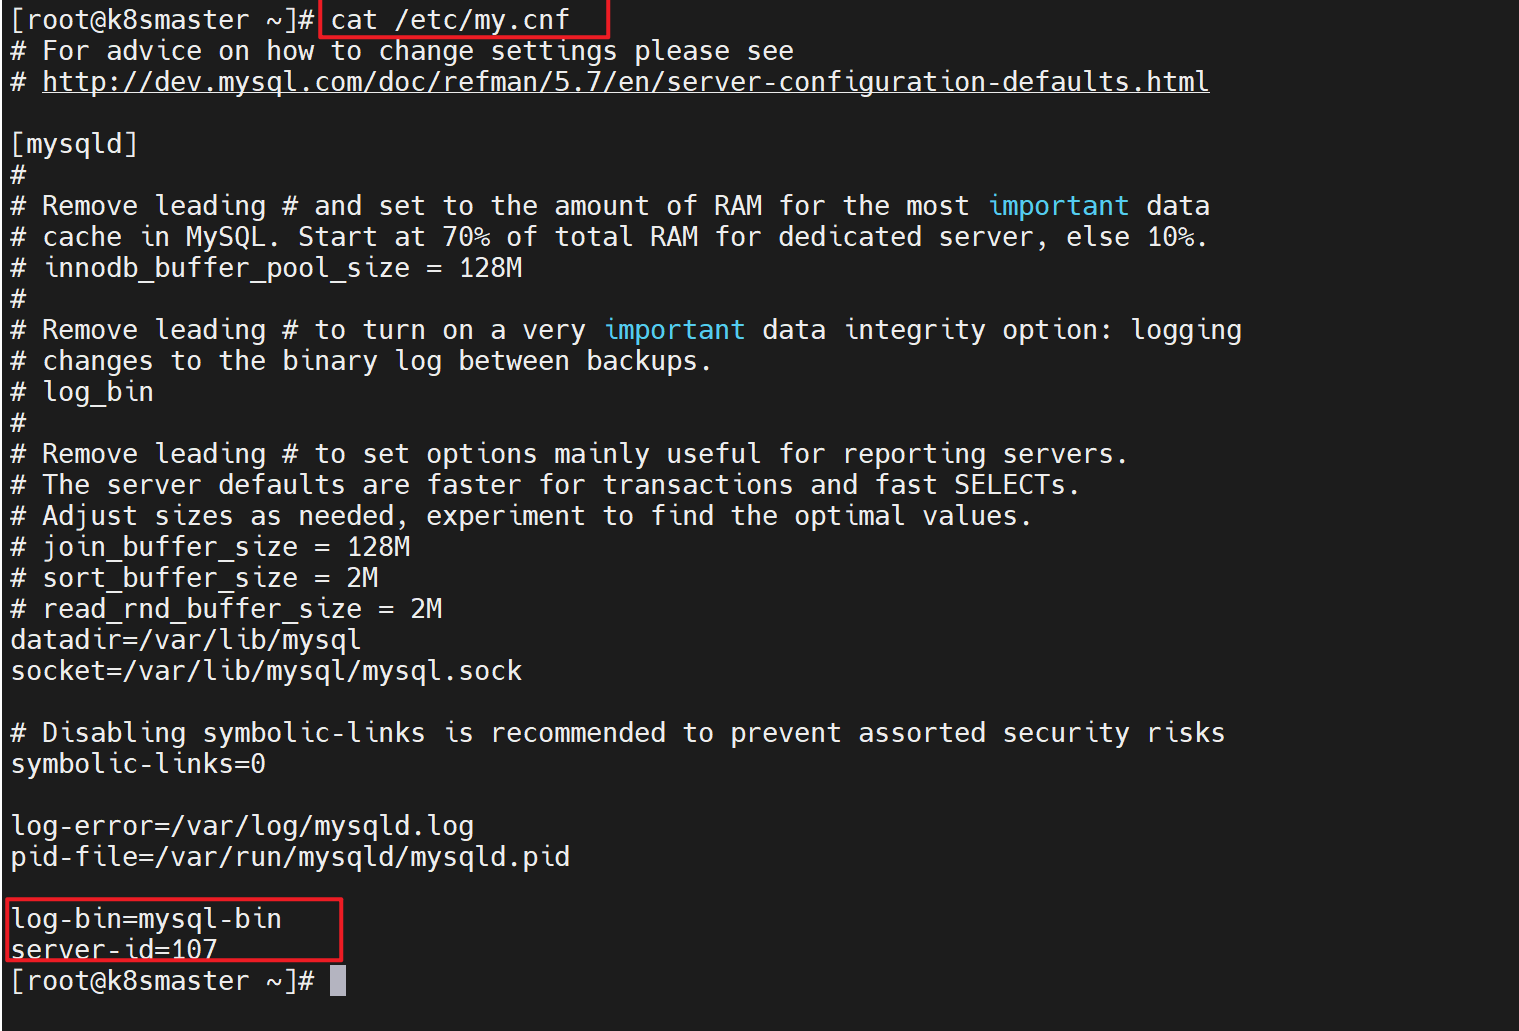 [root@k8smaster ~]# cat /etc/my.cnf
# For advice on how to change settings please see
# http://dev.mysql.com/doc/refman/5.7/en/server-configuration-defaults.html
[mysqld]
#
# Remove leading # and set to the amount of RAM for the most important data
# cache in MySQL. Start at 70% of total RAM for dedicated server, else 10%.
# innodb_buffer_pool_size = 128M
#
# Remove leading # to turn on a very important data integrity option: logging
# changes to the binary log between backups.
# log_bin
#
# Remove leading # to set options mainly useful for reporting servers.
# The server defaults are faster for transactions and fast SELECTs.
# Adjust sizes as needed, experiment to find the optimal values.
# join_buffer_size = 128M
# sort_buffer_size = 2M
# read_rnd_buffer_size = 2M
datadir=/var/lib/mysql
socket=/var/lib/mysql/mysql.sock
# Disabling symbolic-links is recommended to prevent assorted security risks
symbolic-links=0
log-error=/var/log/mysqld.log
pid-file=/var/run/mysqld/mysqld.pid
log-bin=mysql-bin
server-id=107
[root@k8smaster ~]#